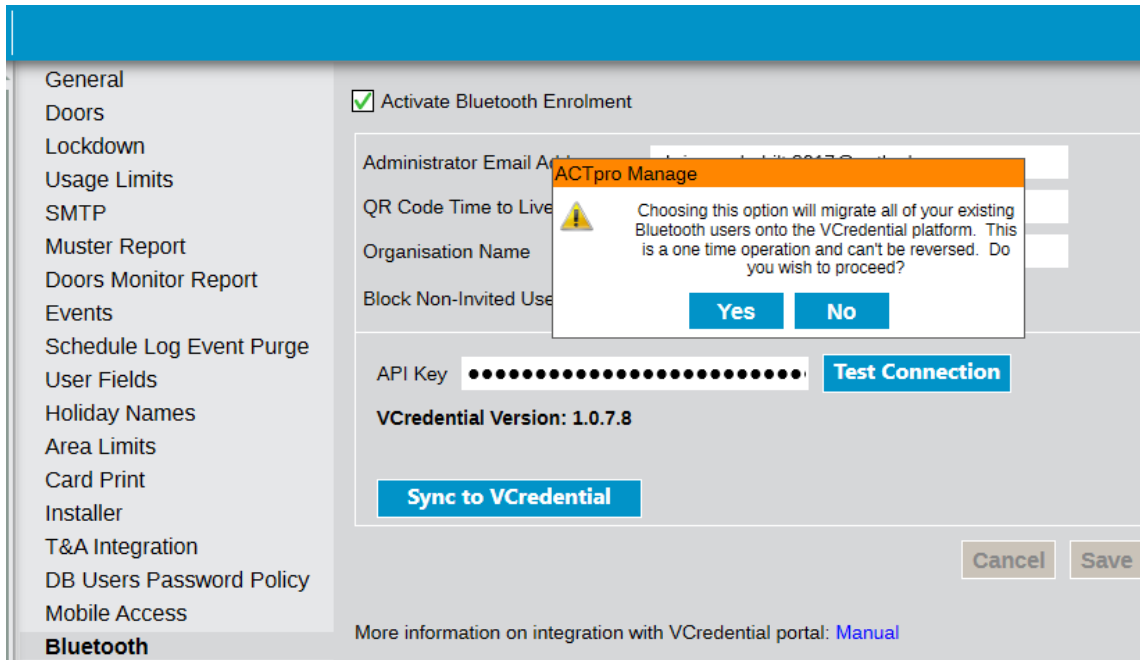 General
Doors
Lockdown
Usage Limits
SMTP
Muster Report
Doors Monitor Report
Events
Schedule Log Event Purge
User Fields
Holiday Names
Area Limits
Card Print
Installer
T&A Integration
DB Users Password Policy
Mobile Access
Bluetooth
Activate Bluetooth Enrolment
Administrator Email
QR Code Time to Live
Organisation Name
Block Non-Invited Use
ACTpro Manage
Choosing this option will migrate all of your existing
Bluetooth users onto the VCredential platform. This
is a one time operation and can't be reversed. Do
you wish to proceed?
Yes No
API Key Test Connection
VCredential Version: 1.0.7.8
Sync to VCredential
Cancel Save
More information on integration with VCredential portal: Manual